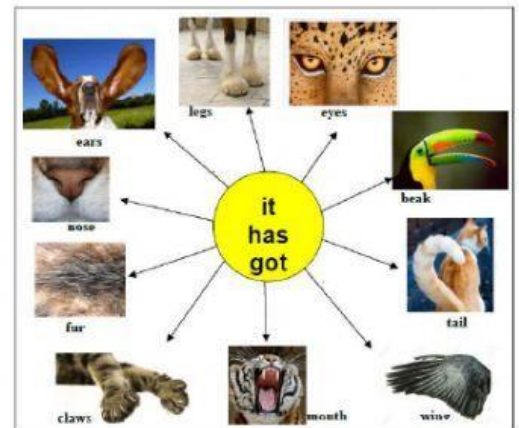 legs
eyes
ears
beak
it
has
got
nose
fur
tail
claws
mouth
wing